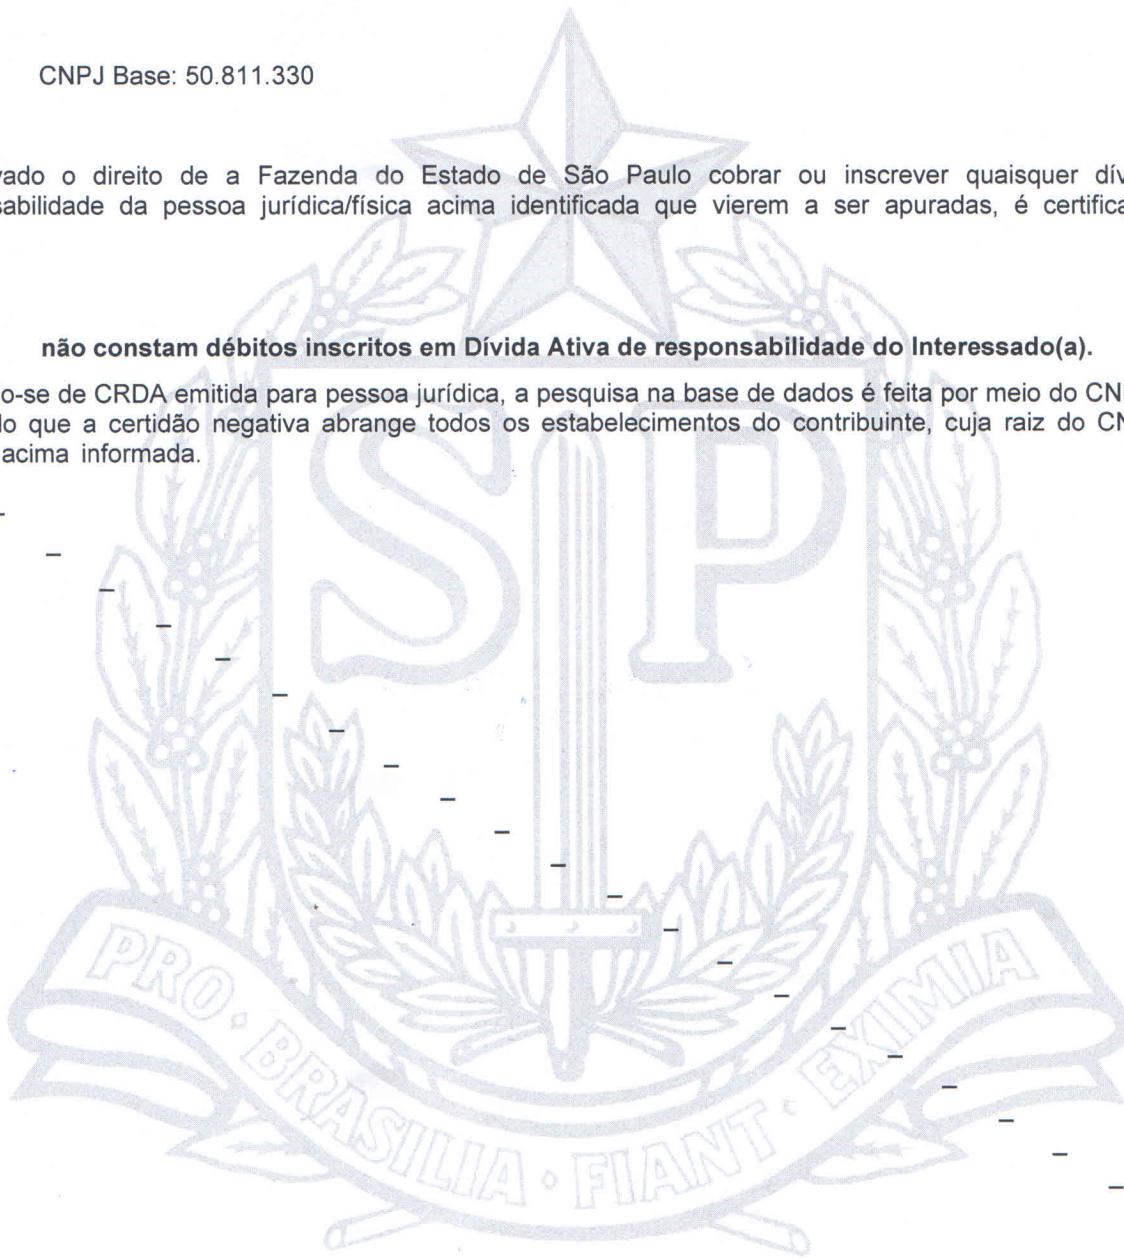 CNPJ Base: 50.811.330
vado o direito de a Fazenda do Estado de São Paulo cobrar ou inscrever quaisquer dív
sabilidade da pessoa jurídica/física acima identificada que vierem a ser apuradas, é certifica
não constam débitos inscritos em Dívida Ativa de responsabilidade do Interessado(a).
o-se de CRDA emitida para pessoa jurídica, a pesquisa na base de dados é feita por meio do CN
do que a certidão negativa abrange todos os estabelecimentos do contribuinte, cuja raiz do CN
acima informada.
SP
PRO · BRASILIA · FIANT · EXIMIA